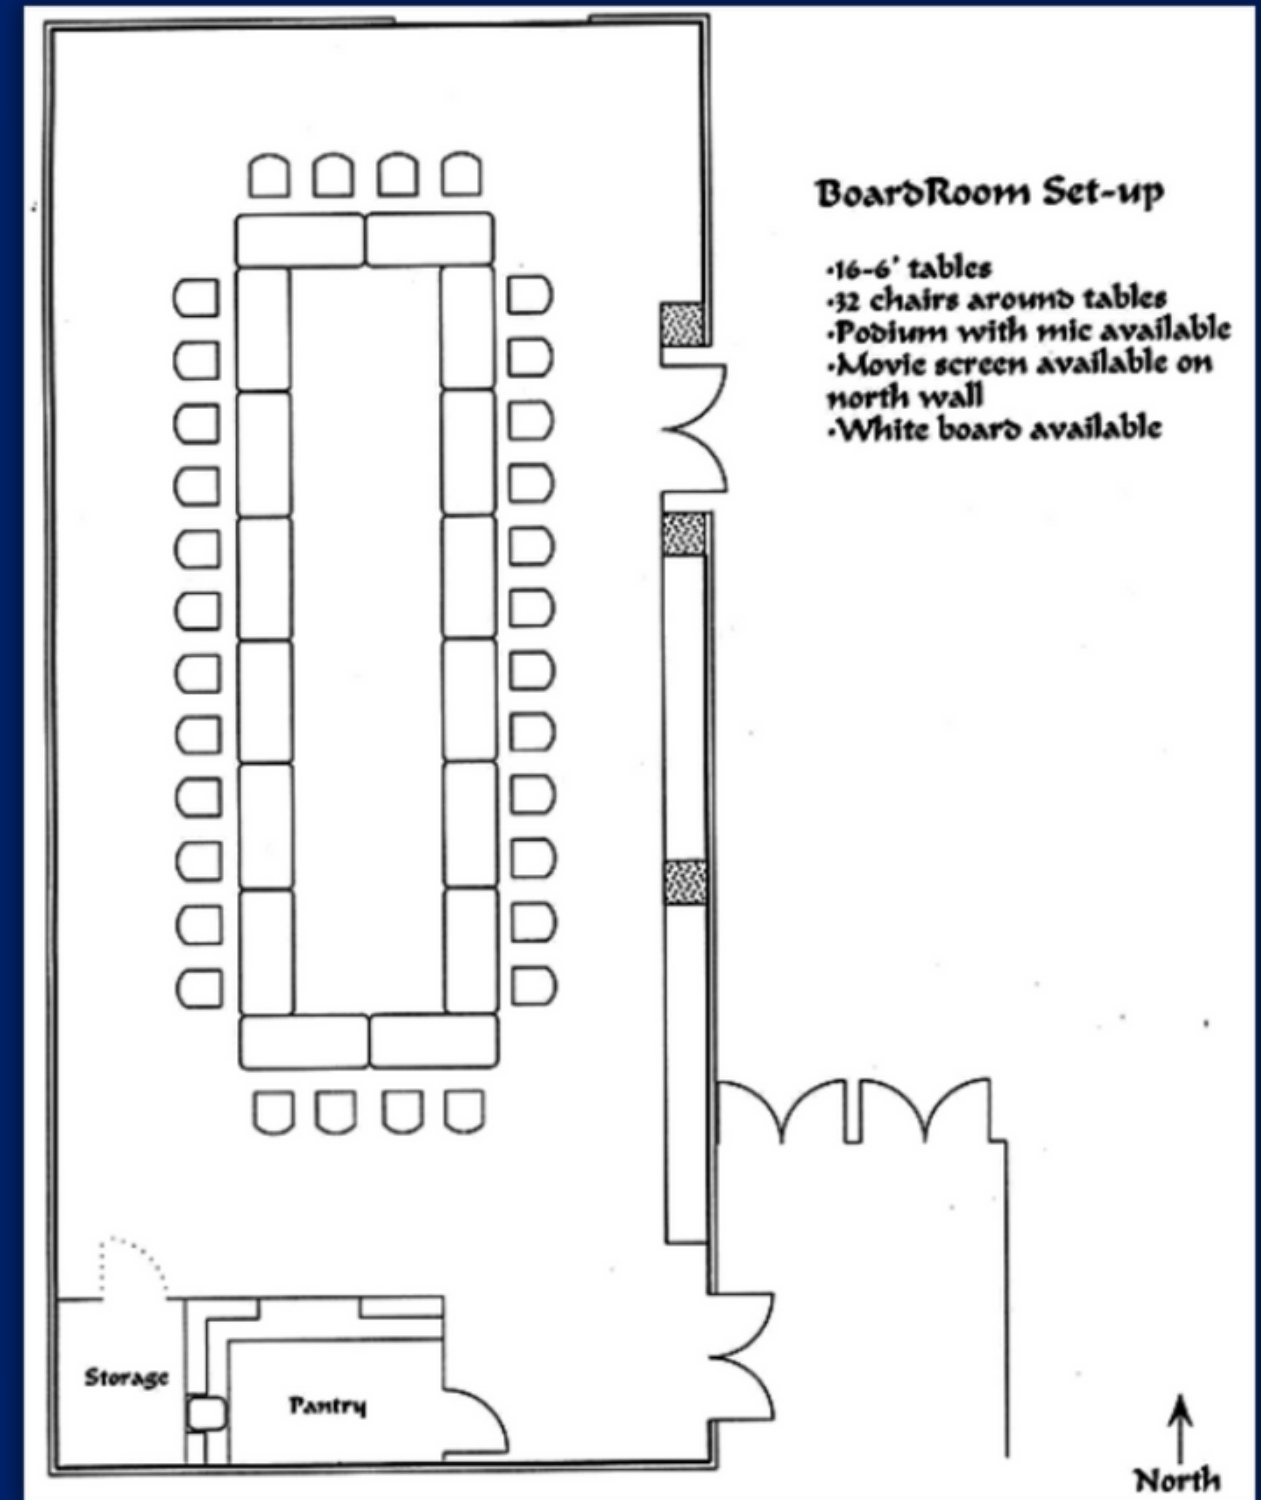 BoardRoom Set-up
•16-6' tables
•32 chairs around tables
•Podium with mic available
•Movie screen available on
north wall
•White board available
Storage
Pantry
North